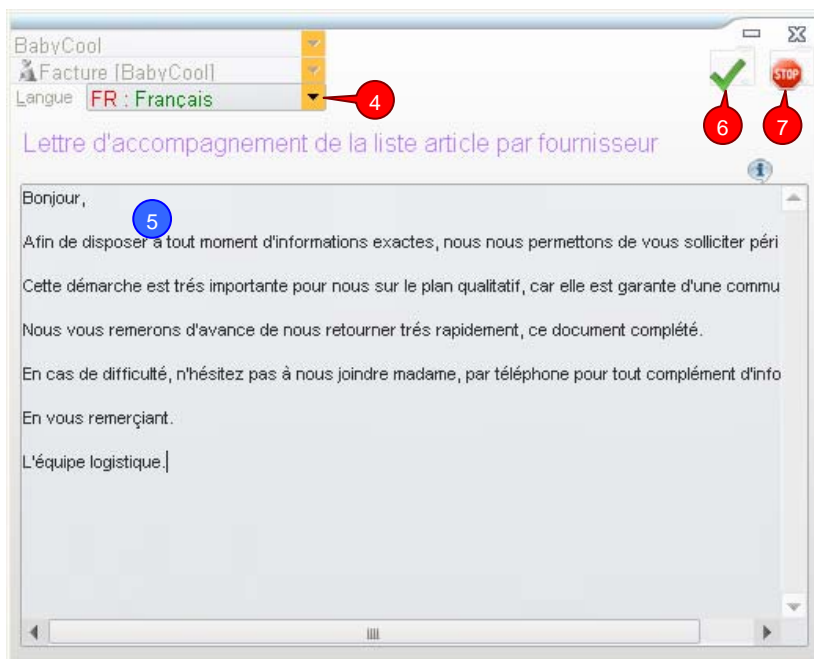 BabyCool
Facture [BabyCool]
Langue FR : Français
4
6
STOP
7
Lettre d'accompagnement de la liste article par fournisseur
Bonjour,
5
Afin de disposer à tout moment d'informations exactes, nous nous permettons de vous solliciter péri
Cette démarche est trés importante pour nous sur le plan qualitatif, car elle est garante d'une commu
Nous vous remerons d'avance de nous retourner trés rapidement, ce document complété.
En cas de difficulté, n'hésitez pas à nous joindre madame, par téléphone pour tout complément d'info
En vous remerçiant.
L'équipe logistique.